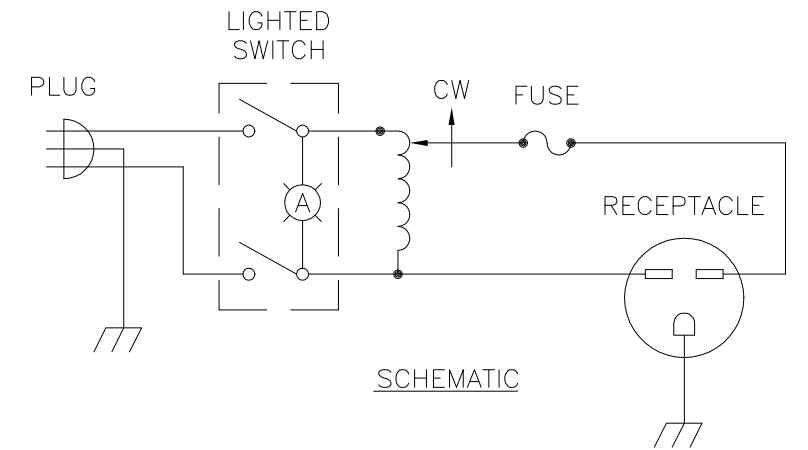 LIGHTED
SWITCH
PLUG
CW
FUSE
A
RECEPTACLE
SCHEMATIC